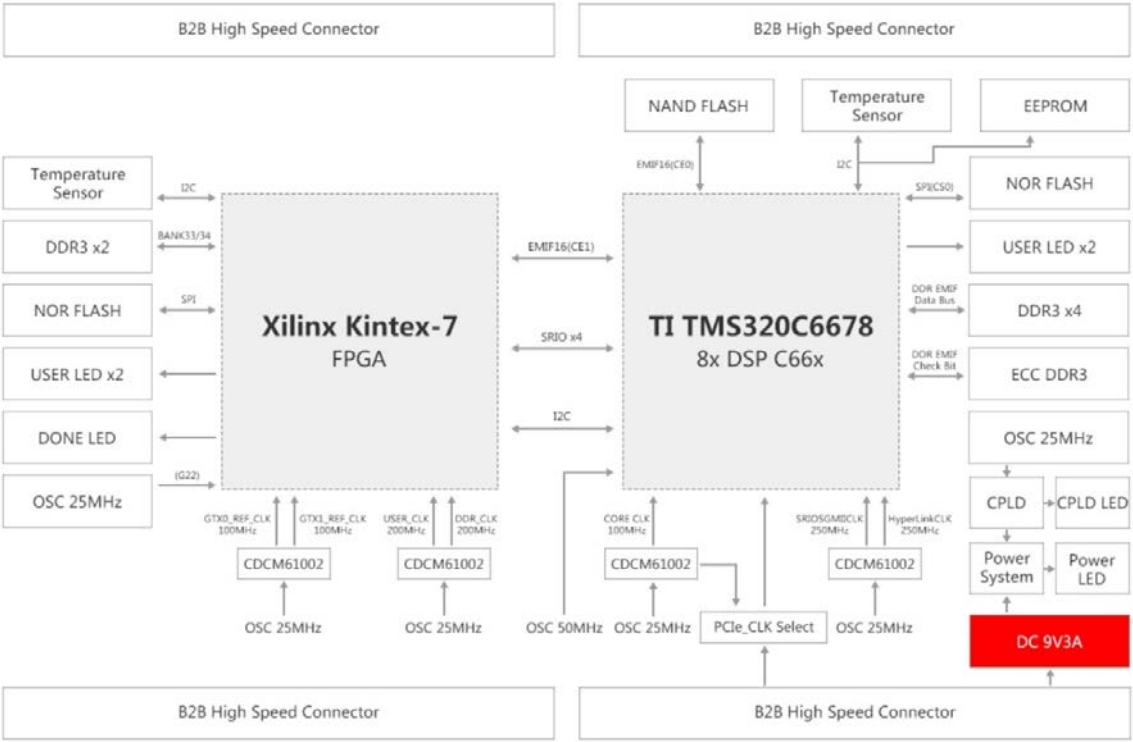 B2B High Speed Connector
B2B High Speed Connector
NAND FLASH
Temperature
Sensor
EEPROM
EMIF16(CE0)
I2C
Temperature
Sensor
I2C
DDR3 x2
BANK33/34
NOR FLASH
SPI
USER LED x2
DONE LED
OSC 25MHz
(G22)
Xilinx Kintex-7
FPGA
EMIF16(CE1)
SRIO x4
I2C
TI TMS320C6678
8x DSP C66x
SPI(CS0)
NOR FLASH
USER LED x2
DDR EMIF
Data Bus
DDR3 x4
DDR EMIF
Check Bit
ECC DDR3
OSC 25MHz
CPLD
CPLD LED
Power
System
Power
LED
DC 9V3A
GTX0_REF_CLK
100MHz
GTX1_REF_CLK
100MHz
USER_CLK
200MHz
DDR_CLK
200MHz
CORE CLK
100MHz
SRIOSGMIICLK
250MHz
HyperLinkCLK
250MHz
CDCM61002
CDCM61002
CDCM61002
CDCM61002
OSC 25MHz
OSC 25MHz
OSC 50MHz
OSC 25MHz
PCIe_CLK Select
OSC 25MHz
B2B High Speed Connector
B2B High Speed Connector